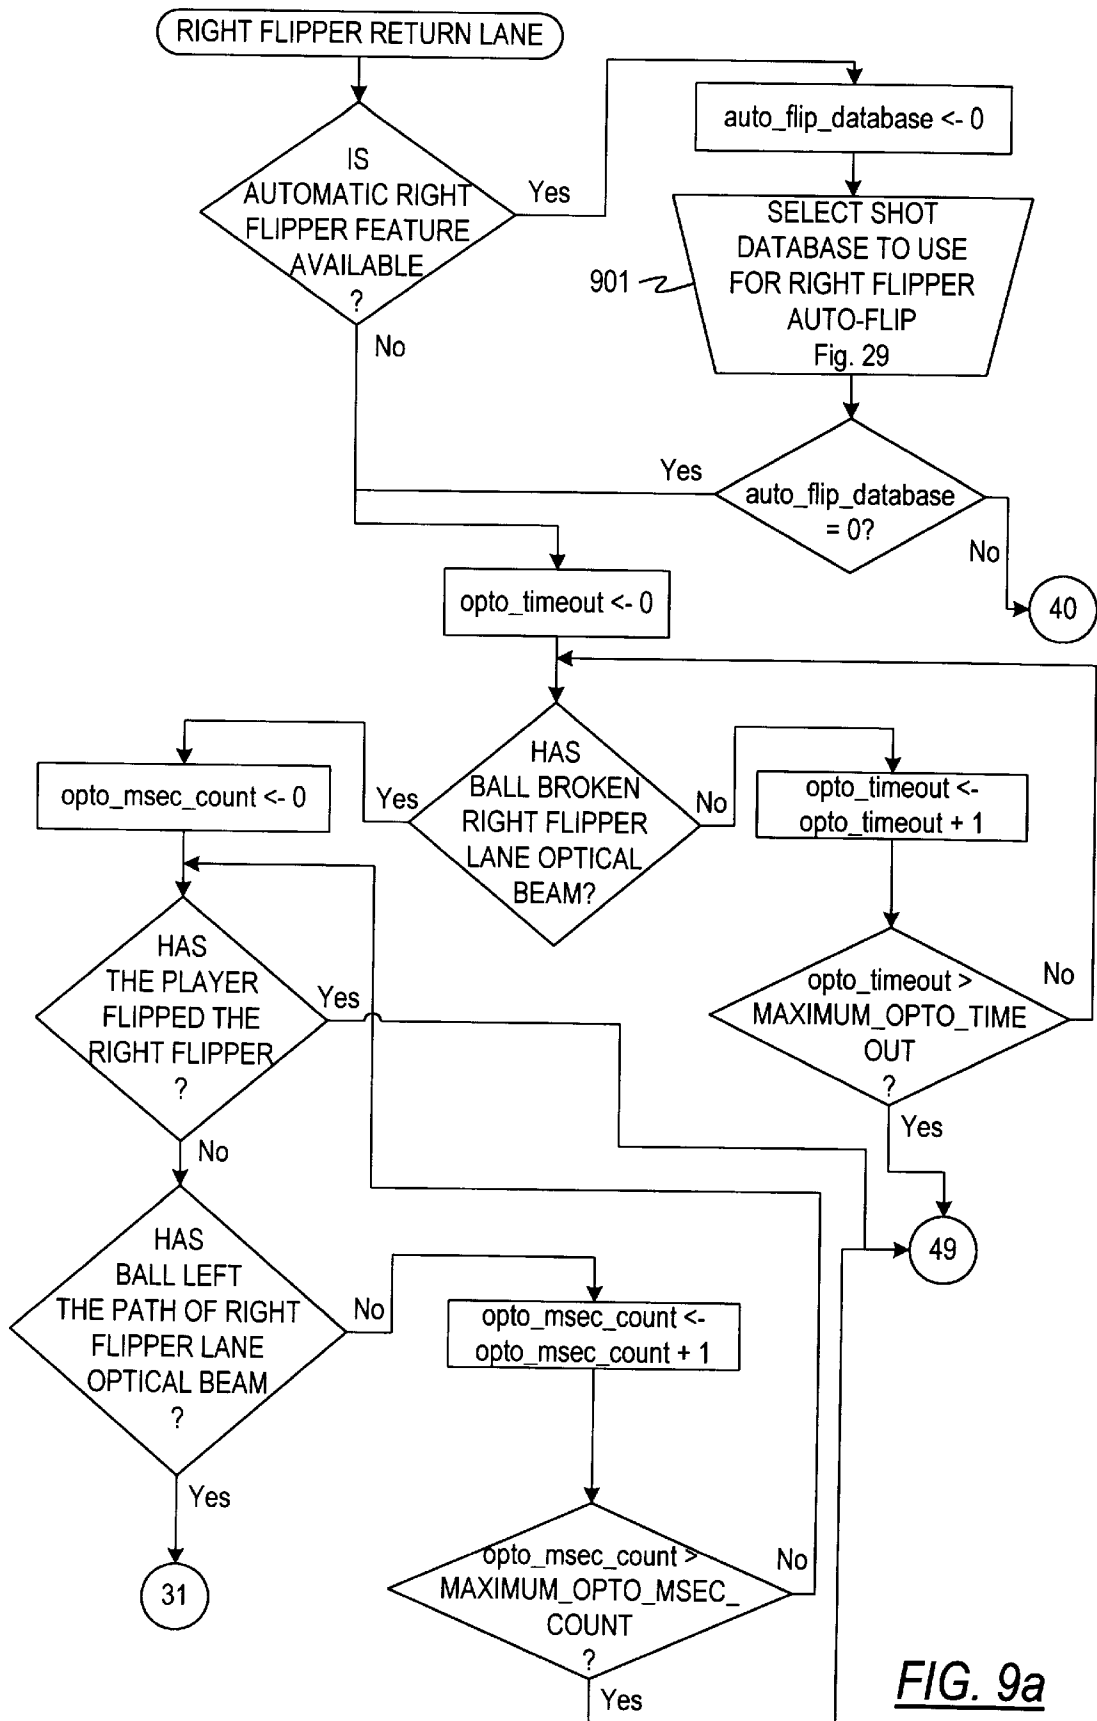 RIGHT FLIPPER RETURN LANE
auto_flip_database <- 0
IS
AUTOMATIC RIGHT
FLIPPER FEATURE
AVAILABLE
?
Yes
No
SELECT SHOT
DATABASE TO USE
FOR RIGHT FLIPPER
AUTO-FLIP
Fig. 29
901
Yes
auto_flip_database
= 0?
No
40
opto_timeout <- 0
HAS
BALL BROKEN
RIGHT FLIPPER
LANE OPTICAL
BEAM?
Yes
No
opto_msec_count <- 0
opto_timeout <-
opto_timeout + 1
HAS
THE PLAYER
FLIPPED THE
RIGHT FLIPPER
?
Yes
No
opto_timeout >
MAXIMUM_OPTO_TIME
OUT
?
No
Yes
49
HAS
BALL LEFT
THE PATH OF RIGHT
FLIPPER LANE
OPTICAL BEAM
?
No
Yes
opto_msec_count <-
opto_msec_count + 1
31
opto_msec_count >
MAXIMUM_OPTO_MSEC_
COUNT
?
No
Yes
FIG. 9a